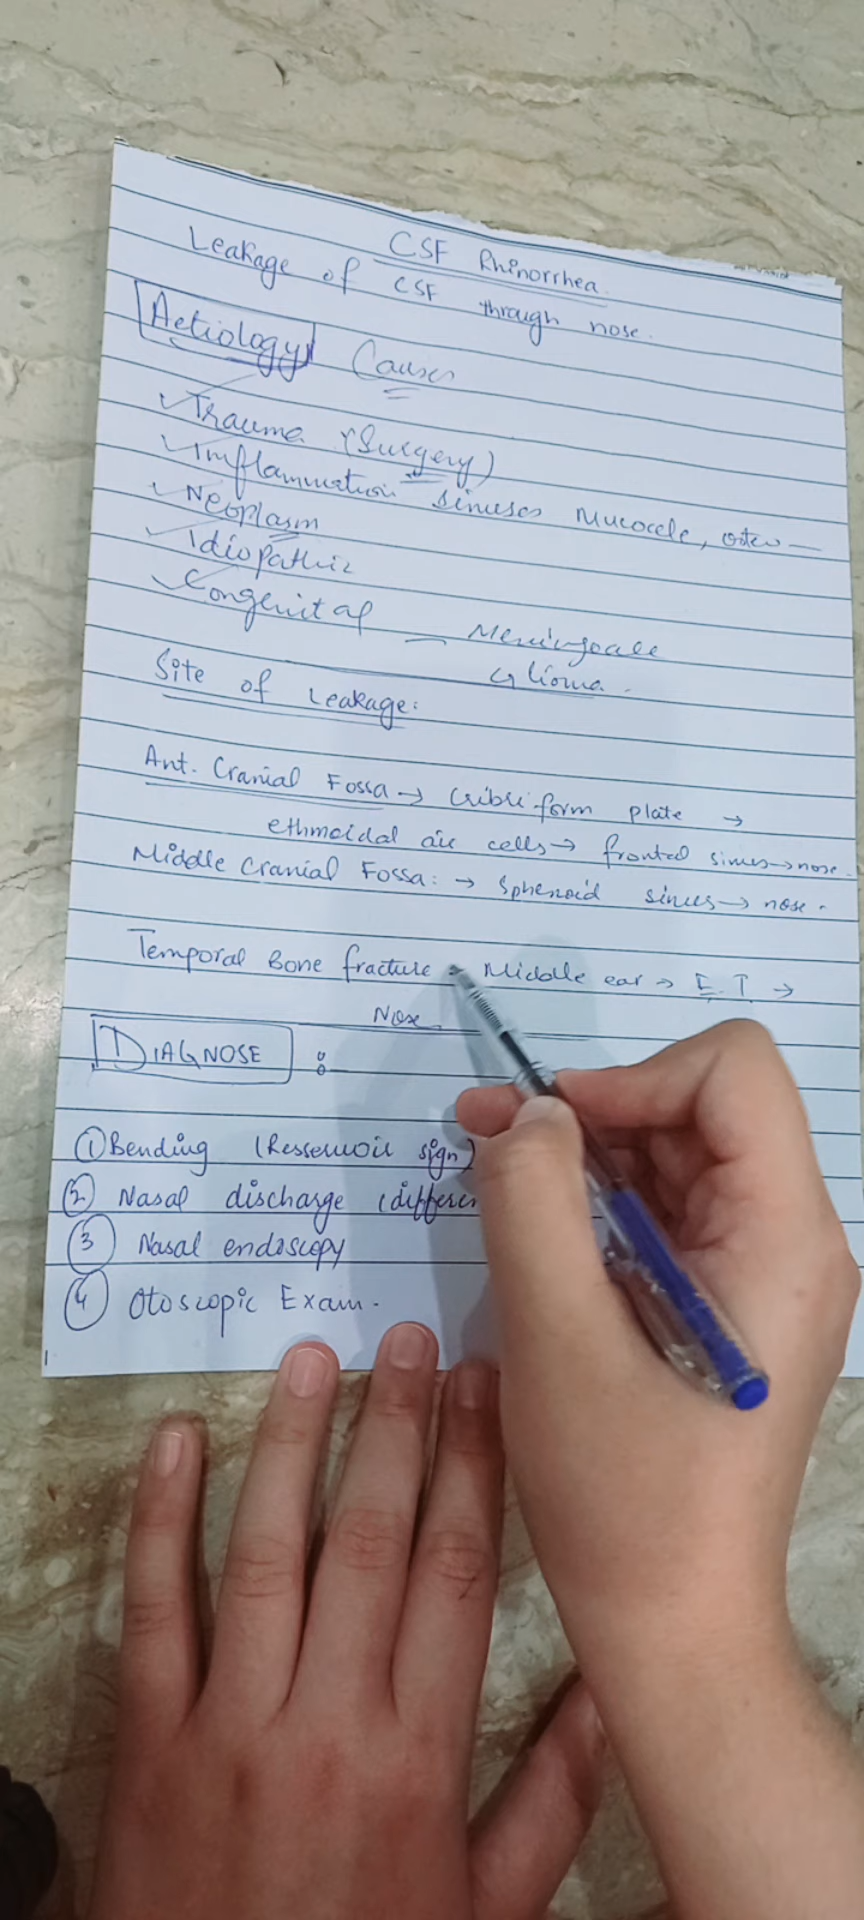 CSF Rhinorrhea.
Leakage of CSF through nose.
Aetiology Causes
Trauma (Surgery)
Inflammation sinuses Mucocele, osteo —
Neoplasm
Idiopathic
Congenital — Meningocele
Glioma.
Site of Leakage:
Ant. Cranial Fossa → Cribriform plate →
ethmoidal air cells → frontal sinus → nose.
Middle Cranial Fossa: → Sphenoid sinus → nose.
Temporal Bone fracture Middle ear → E.T →
Nose
DIAGNOSE :
① Bending (Resservoir sign)
② Nasal discharge (differen
③ Nasal endoscopy
④ Otoscopic Exam.